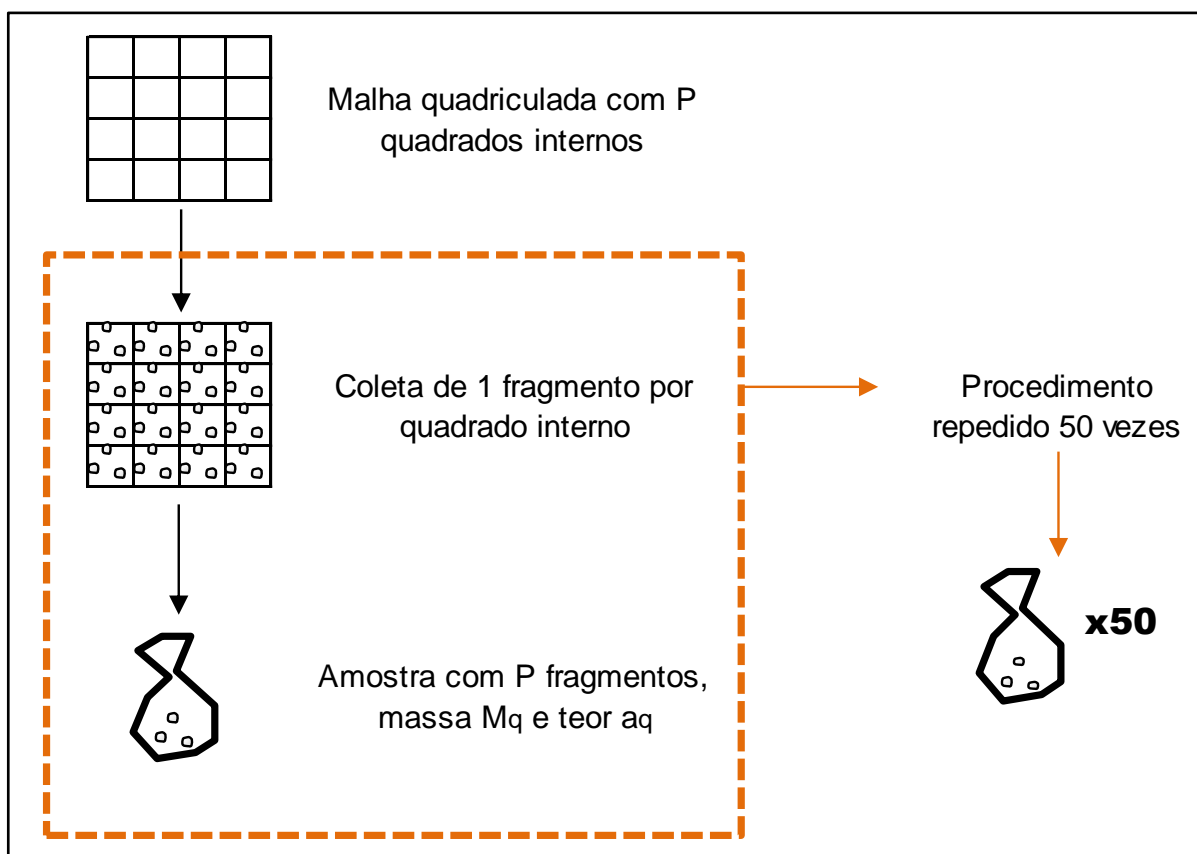 Malha quadriculada com P
quadrados internos
Coleta de 1 fragmento por
quadrado interno
Procedimento
repedido 50 vezes
x50
Amostra com P fragmentos,
massa Mq e teor aq